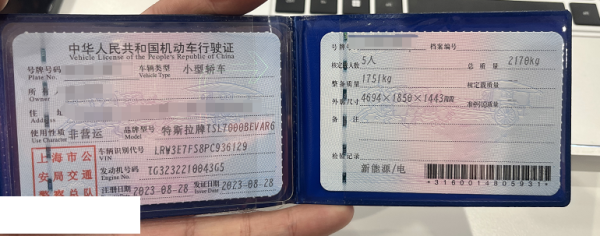 中华人民共和国机动车行驶证
Vehicle License of the People's Republic of China
号牌号码
Plate No.
车辆类型 小型轿车
Vehicle Type
所
Owner
住
Address
使用性质 非营运
Use Character
品牌型号 特斯拉牌TSL7000BEVAR6
Model
上海市公
安局交通
警察总队
车辆识别代号 LRW3E7FS8PC936129
VIN
发动机号码 TG3232210043G5
Engine No.
注册日期 2023-08-28
发证日期 2023-08-28
Issue Date
号牌
档案编号
核定载人数 5人
总质量 2170kg
整备质量 1751kg
核定载质量
外廓尺寸 4694×1850×1443mm
准牵引总质量
备注
检验记录
新能源/电
*3160014805931*